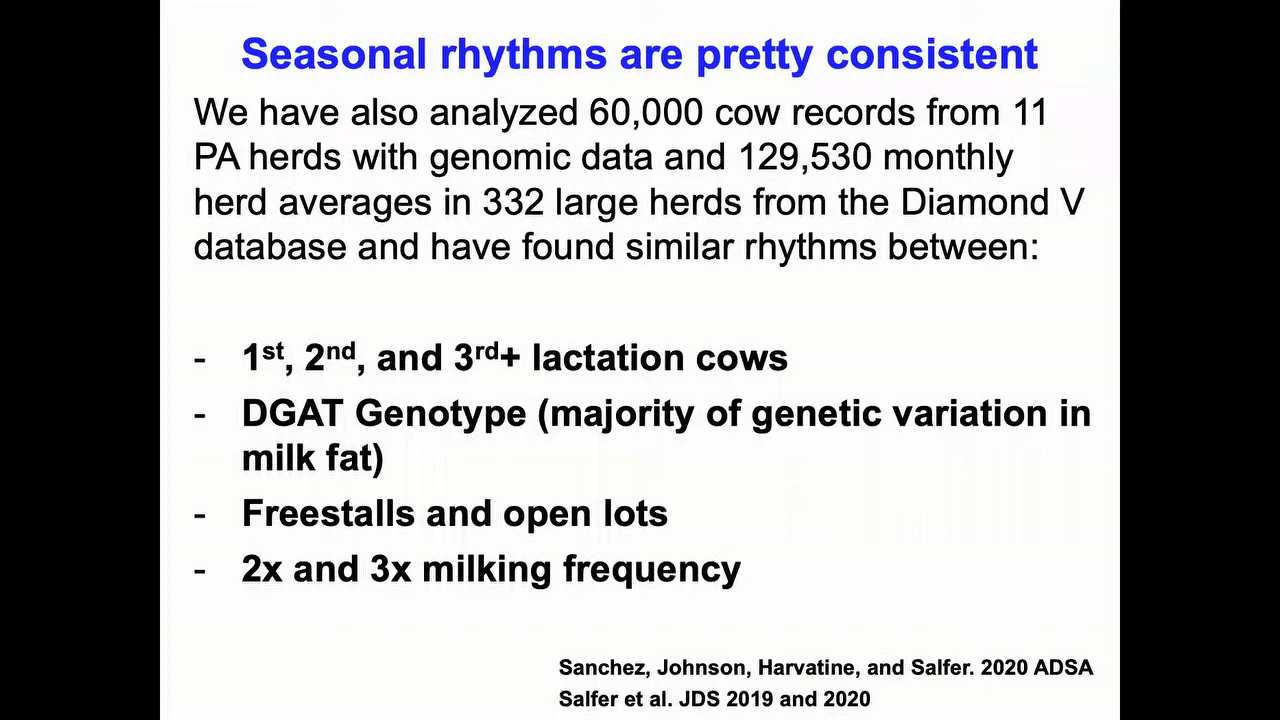 Seasonal rhythms are pretty consistent
We have also analyzed 60,000 cow records from 11
PA herds with genomic data and 129,530 monthly
herd averages in 332 large herds from the Diamond V
database and have found similar rhythms between:
- 1st, 2nd, and 3rd+ lactation cows
- DGAT Genotype (majority of genetic variation in
milk fat)
- Freestalls and open lots
- 2x and 3x milking frequency
Sanchez, Johnson, Harvatine, and Salfer. 2020 ADSA
Salfer et al. JDS 2019 and 2020